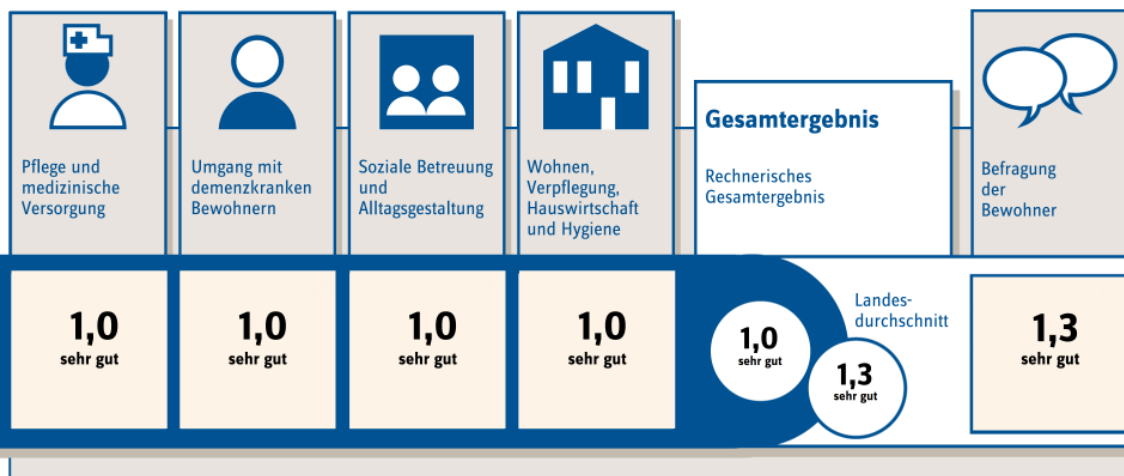 Pflege und
medizinische
Versorgung
Umgang mit
demenzkranken
Bewohnern
Soziale Betreuung
und
Alltagsgestaltung
Wohnen,
Verpflegung,
Hauswirtschaft
und Hygiene
Gesamtergebnis
Rechnerisches
Gesamtergebnis
Befragung
der
Bewohner
1,0
sehr gut
1,0
sehr gut
1,0
sehr gut
1,0
sehr gut
1,0
sehr gut
Landes-
durchschnitt
1,3
sehr gut
1,3
sehr gut